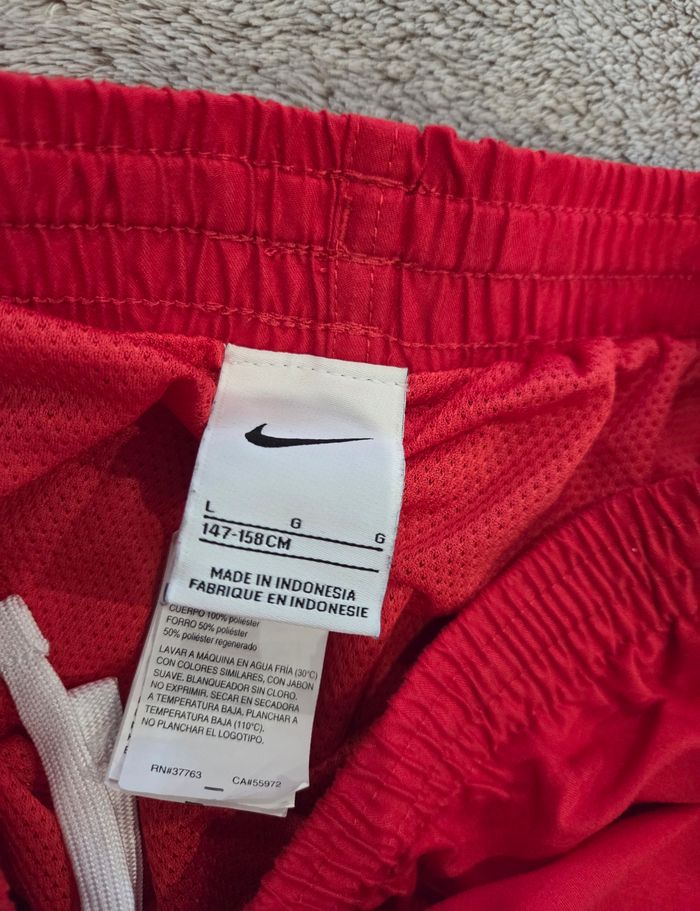 L G G
147-158CM
MADE IN INDONESIA
FABRIQUE EN INDONESIE
CUERPO 100% poliéster
FORRO 50% poliéster
50% poliéster regenerado
LAVAR A MÁQUINA EN AGUA FRÍA (30°C)
CON COLORES SIMILARES, CON JABÓN
SUAVE. BLANQUEADOR SIN CLORO.
NO EXPRIMIR. SECAR EN SECADORA
A TEMPERATURA BAJA. PLANCHAR A
TEMPERATURA BAJA (110°C).
NO PLANCHAR EL LOGOTIPO.
RN#37763 CA#55972